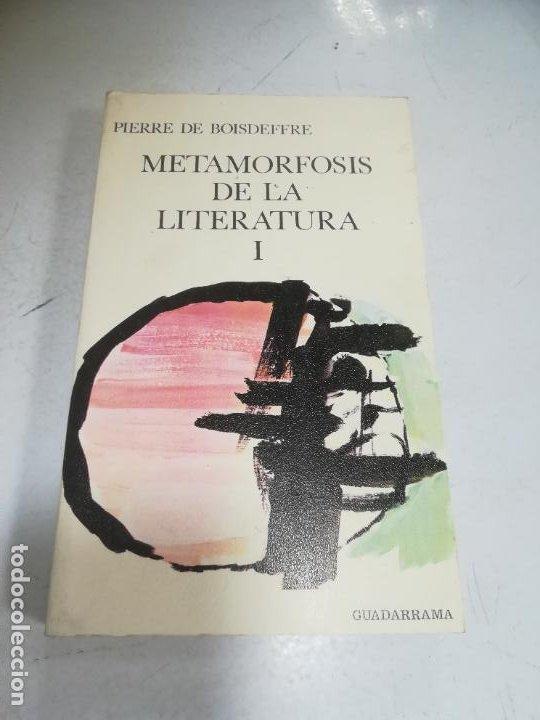 PIERRE DE BOISDEFFRE
METAMORFOSIS
DE LA
LITERATURA
I
GUADARRAMA
todocoleccion